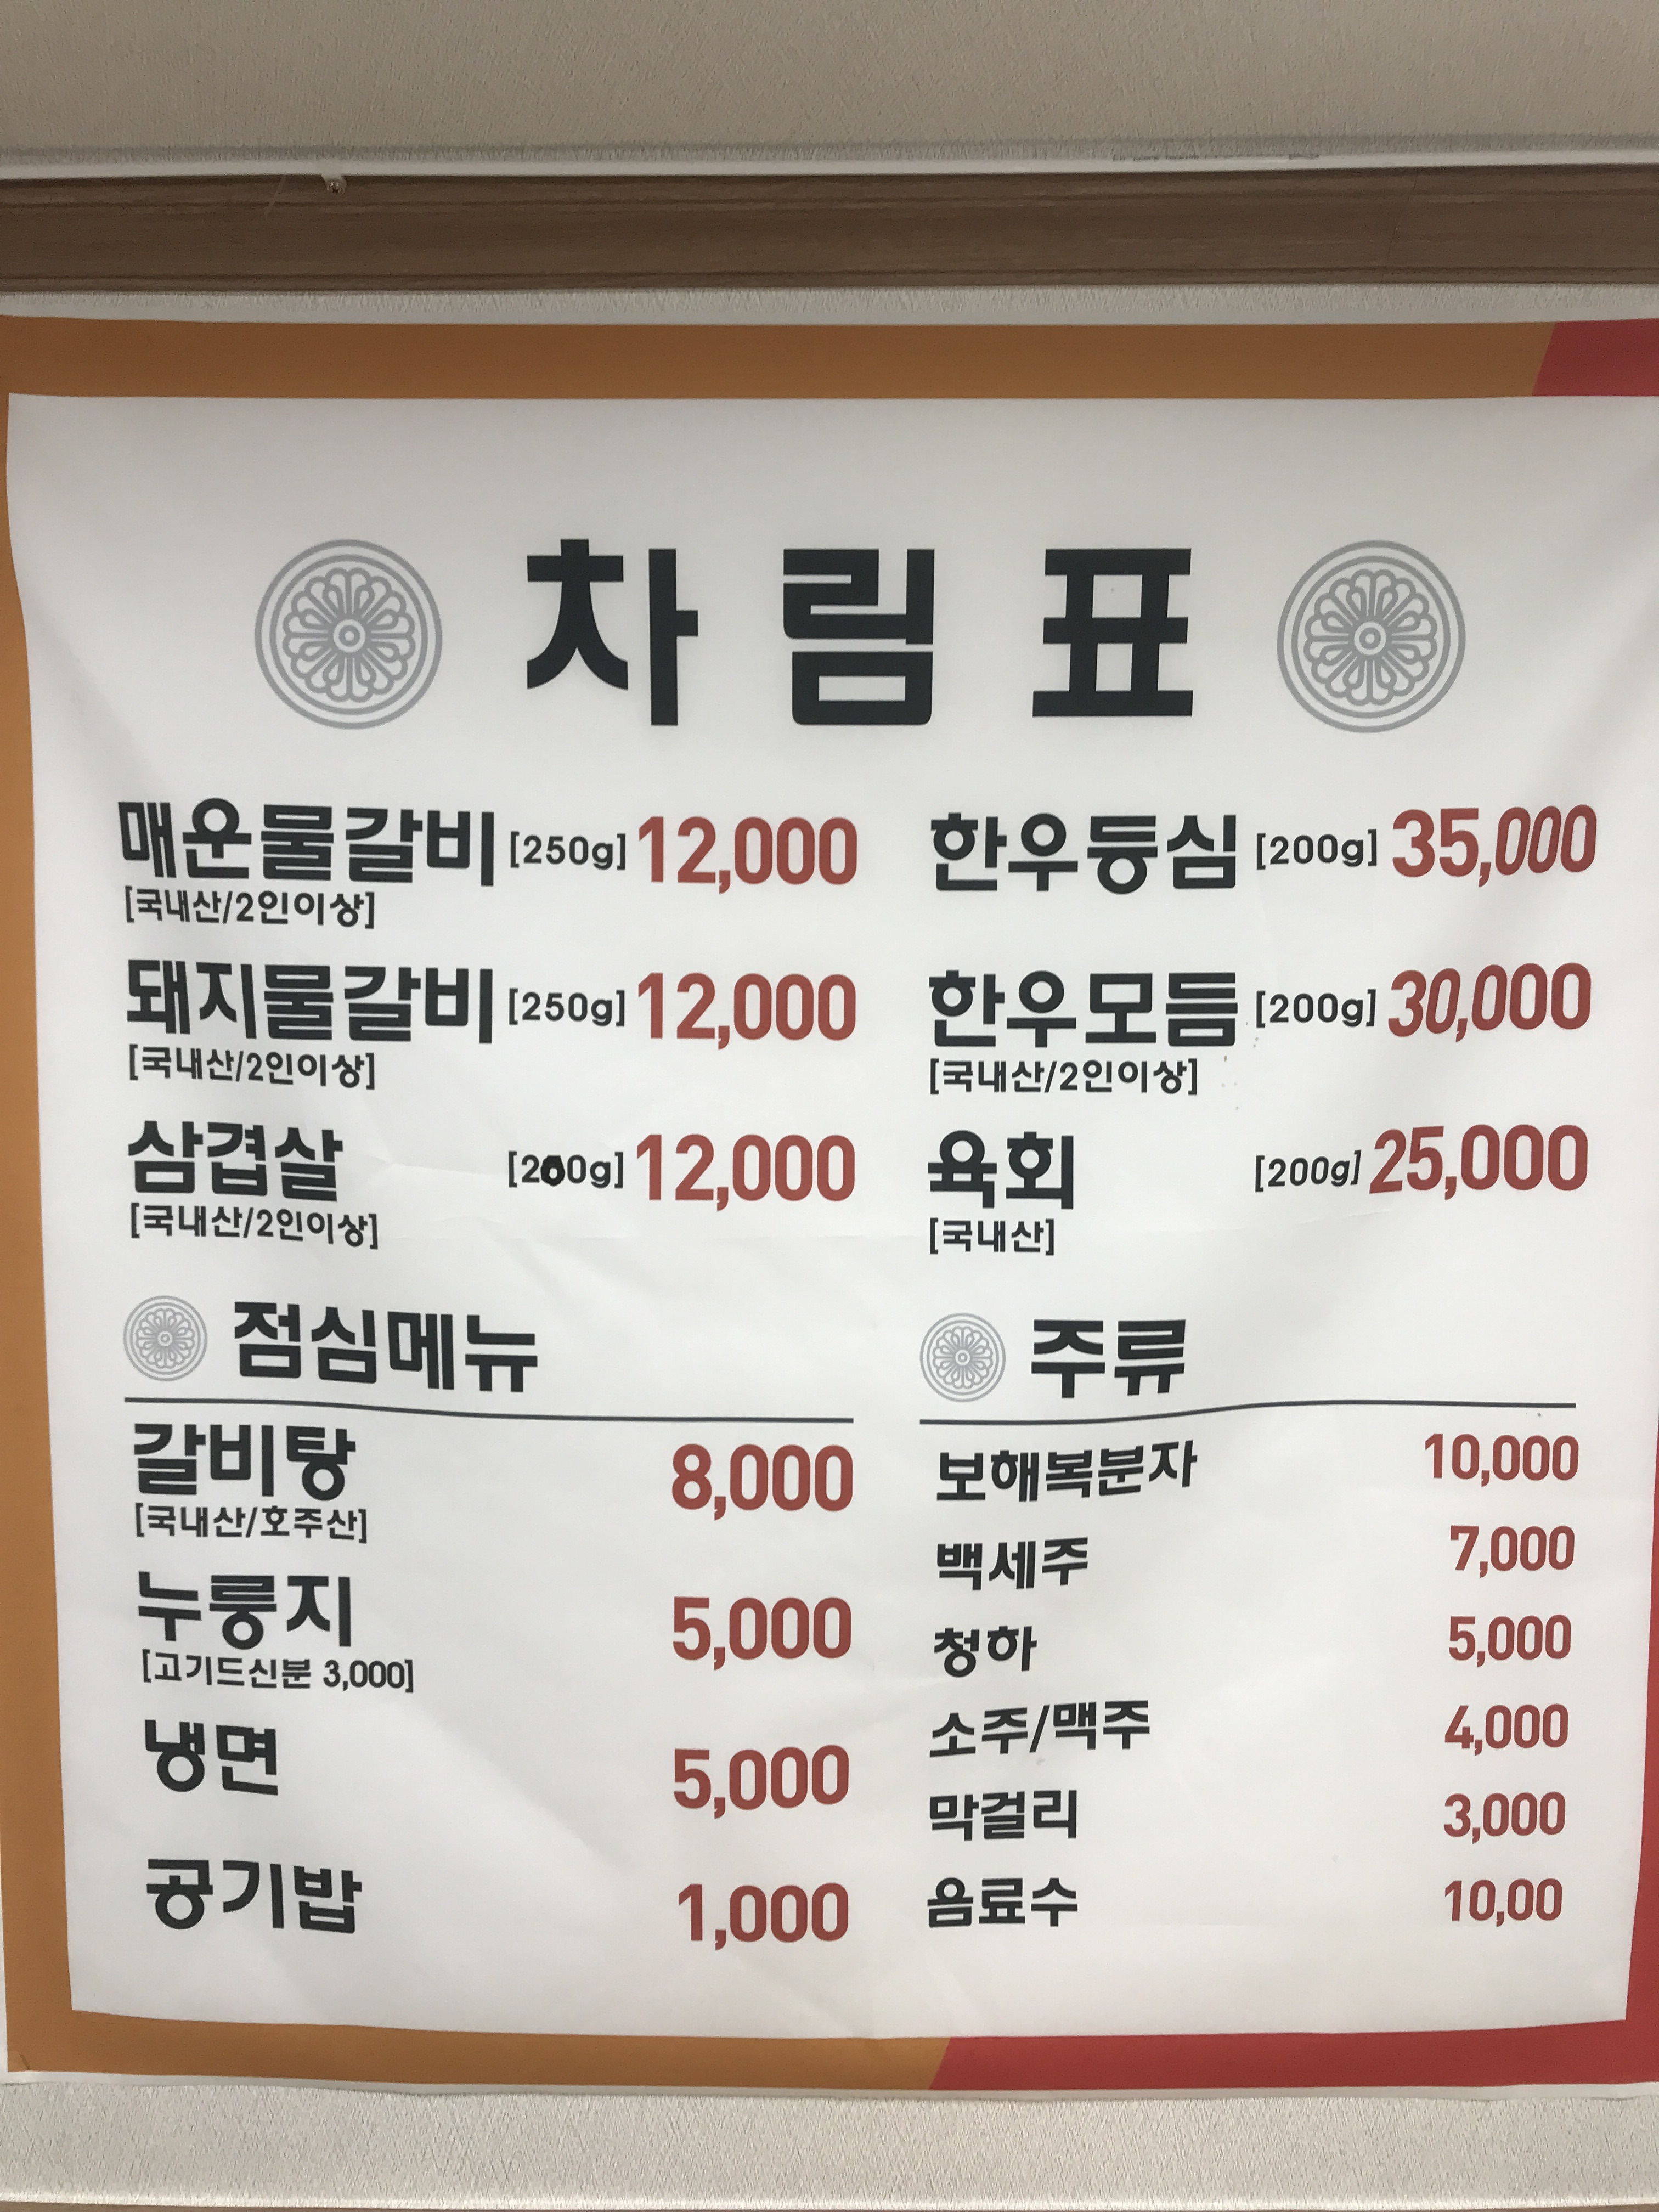 차림표
매운물갈비 [250g] 12,000
[국내산/2인이상]
돼지물갈비 [250g] 12,000
[국내산/2인이상]
삼겹살 [200g] 12,000
[국내산/2인이상]
한우등심 [200g] 35,000
한우모듬 [200g] 30,000
[국내산/2인이상]
육회 [200g] 25,000
[국내산]
점심메뉴
갈비탕 8,000
[국내산/호주산]
누룽지 5,000
[고기드신분 3,000]
냉면 5,000
공기밥 1,000
주류
보해복분자 10,000
백세주 7,000
청하 5,000
소주/맥주 4,000
막걸리 3,000
음료수 10,00